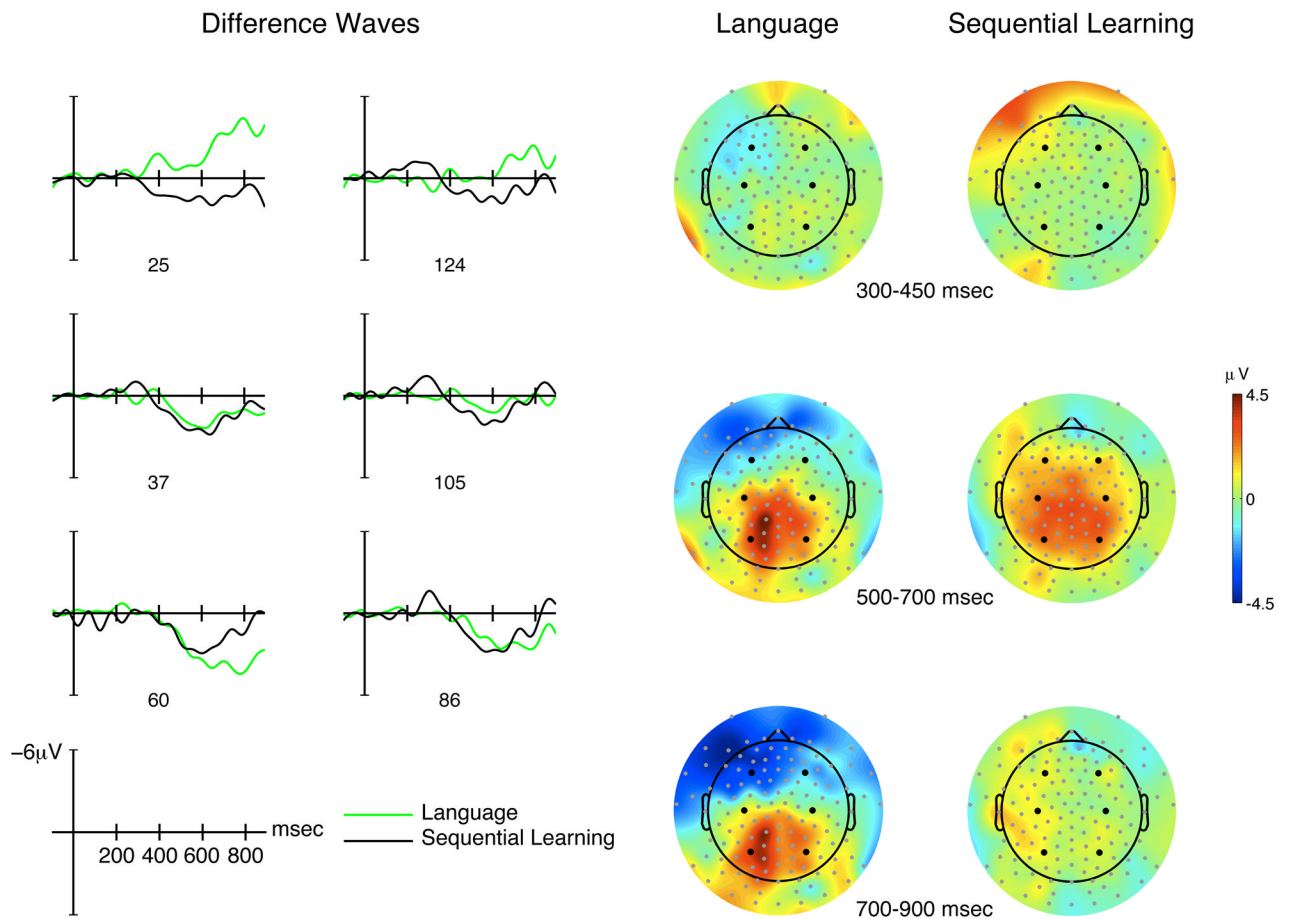 Difference Waves
Language
Sequential Learning
25
124
300-450 msec
37
105
μ V
4.5
0
-4.5
500-700 msec
60
86
−6μV
msec
200 400 600 800
Language
Sequential Learning
700-900 msec